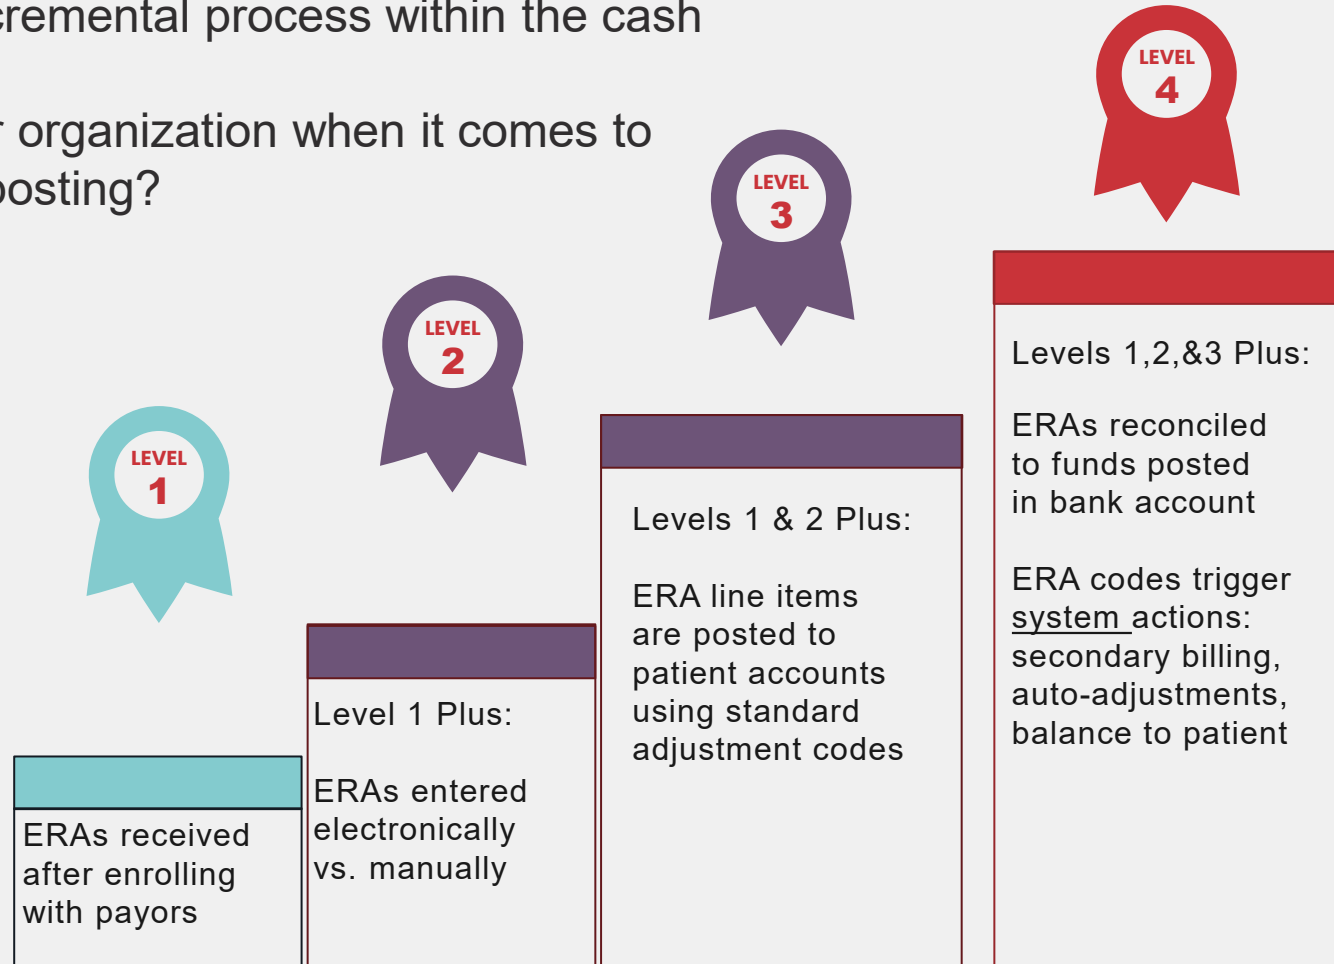 cremental process within the cash
r organization when it comes to
posting?
LEVEL
4
LEVEL
3
LEVEL
2
LEVEL
1
ERAs received
after enrolling
with payors
Level 1 Plus:
ERAs entered
electronically
vs. manually
Levels 1 & 2 Plus:
ERA line items
are posted to
patient accounts
using standard
adjustment codes
Levels 1,2,&3 Plus:
ERAs reconciled
to funds posted
in bank account
ERA codes trigger
system actions:
secondary billing,
auto-adjustments,
balance to patient